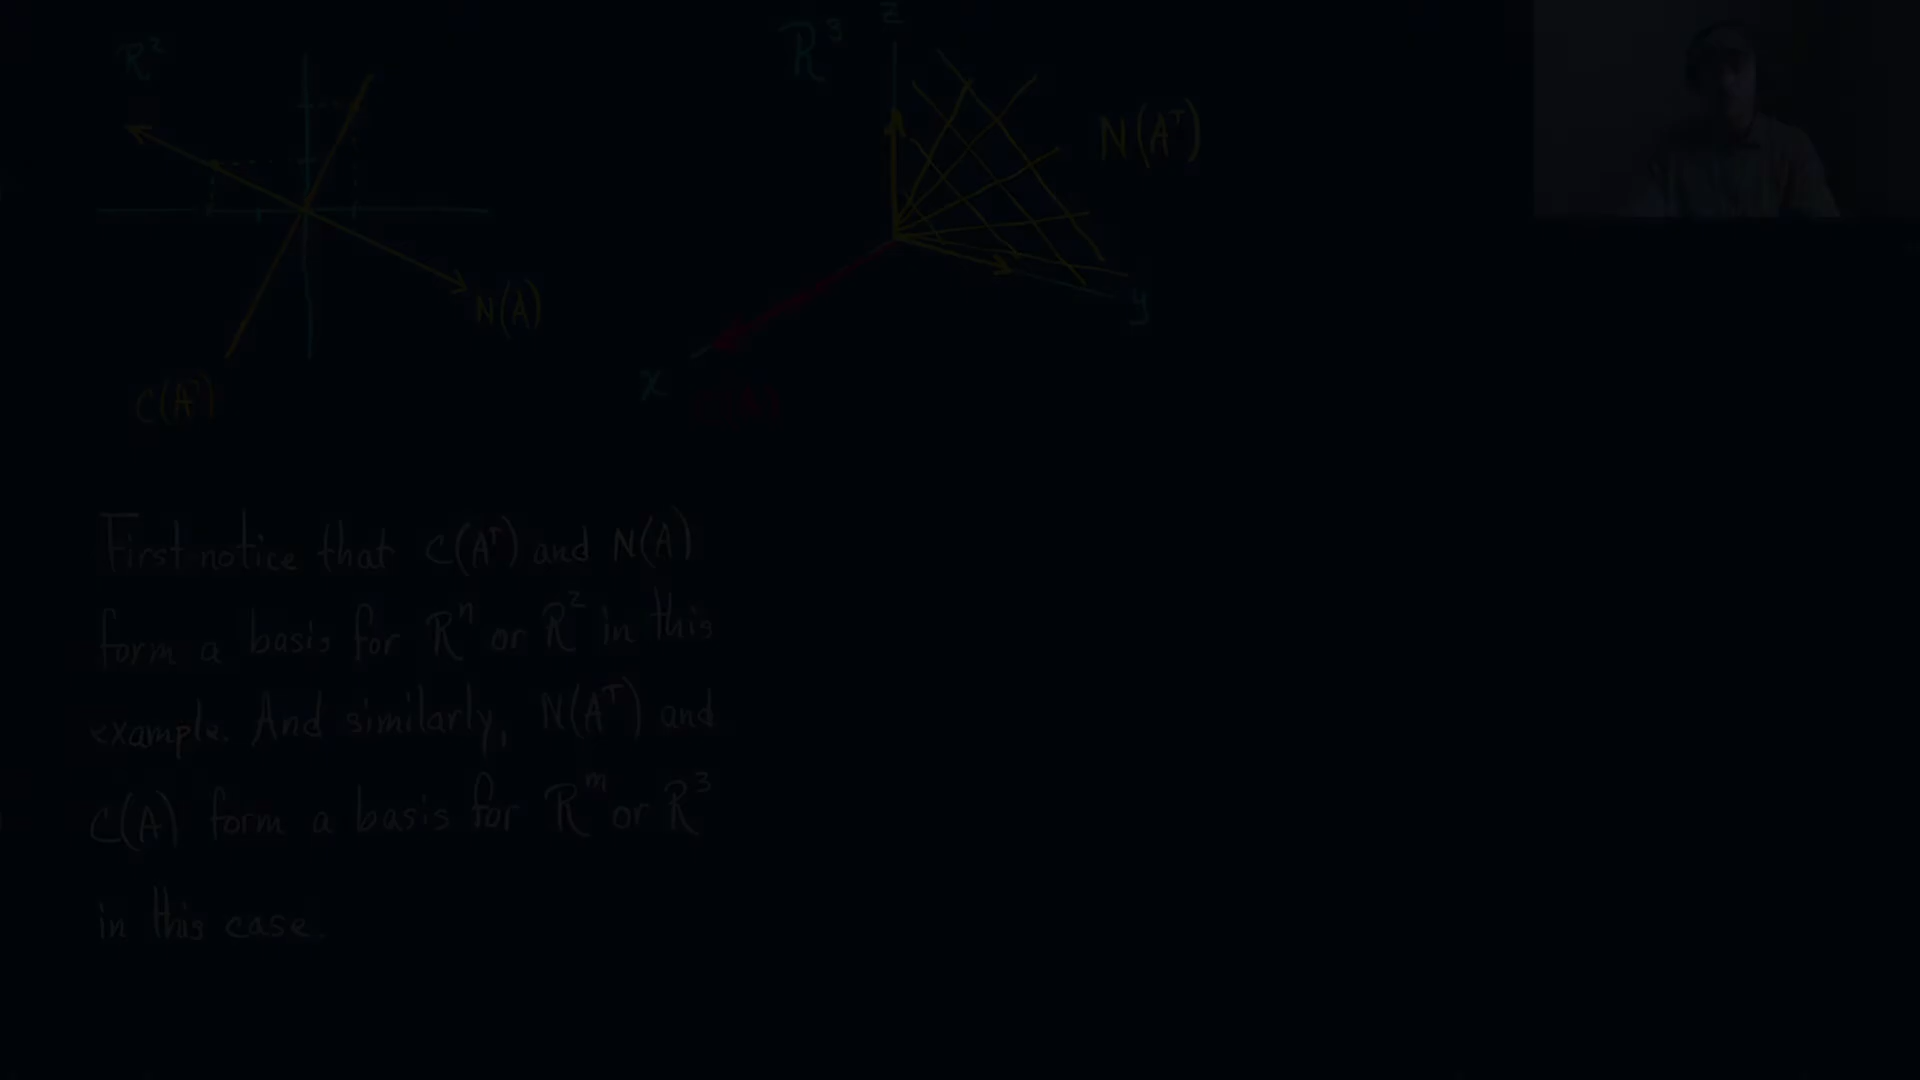 R²
R³
z
N(Aᵀ)
N(A)
y
x
C(Aᵀ)
First notice that C(Aᵀ) and N(A)
form a basis for Rⁿ or R² in this
example. And similarly, N(Aᵀ) and
C(A) form a basis for Rᵐ or R³
in this case.